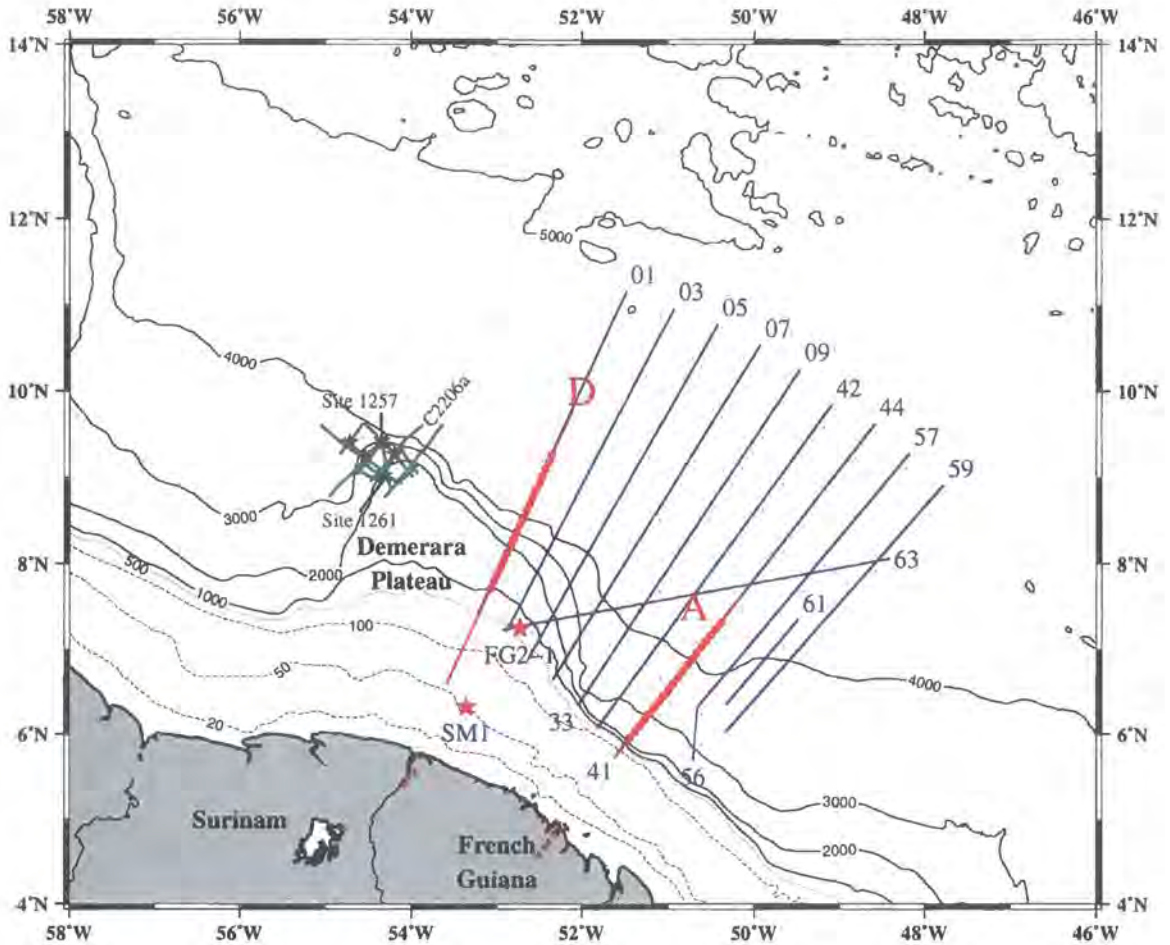 58˚W 56˚W 54˚W 52˚W 50˚W 48˚W 46˚W
14˚N 14˚N
12˚N 12˚N
5000
01
03
05
07
09
42
44
57
59
10˚N 10˚N
4000
D
Site 1257
C2206a
3000
Site 1261
Demerara
Plateau
8˚N 8˚N
500
1000
2000
63
61
A
100
FG2-1
50
4000
20
SM1
33
6˚N 6˚N
41
56
3000
2000
Surinam
French
Guiana
4˚N 4˚N
58˚W 56˚W 54˚W 52˚W 50˚W 48˚W 46˚W